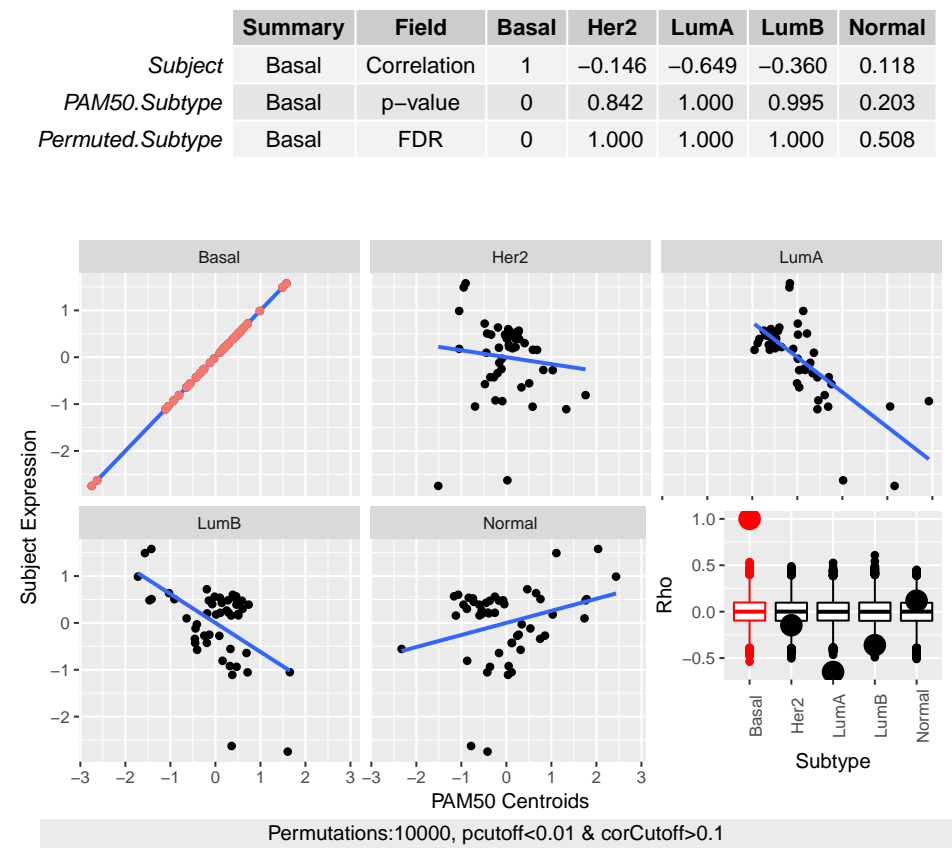 Summary Field Basal Her2 LumA LumB Normal
Subject Basal Correlation 1 −0.146 −0.649 −0.360 0.118
PAM50.Subtype Basal p−value 0 0.842 1.000 0.995 0.203
Permuted.Subtype Basal FDR 0 1.000 1.000 1.000 0.508
Basal Her2 LumA
1
0
−1
−2
Subject Expression
LumB Normal
1
0
−1
−2
−3 −2 −1 0 1 2 3 −3 −2 −1 0 1 2 3
PAM50 Centroids
1.0
0.5
0.0
−0.5
Rho
Basal Her2 LumA LumB Normal
Subtype
Permutations:10000, pcutoff<0.01 & corCutoff>0.1